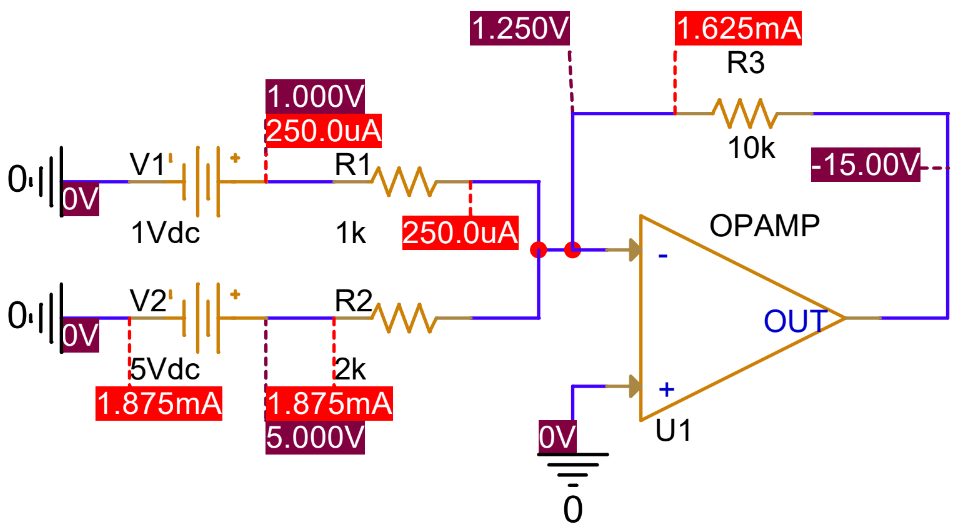 1.250V
1.625mA
R3
1.000V
250.0uA
10k
V1
+
R1
-15.00V
0
0V
1Vdc
1k
250.0uA
OPAMP
-
V2
+
R2
0
0V
OUT
5Vdc
2k
1.875mA
1.875mA
+
5.000V
0V
U1
0